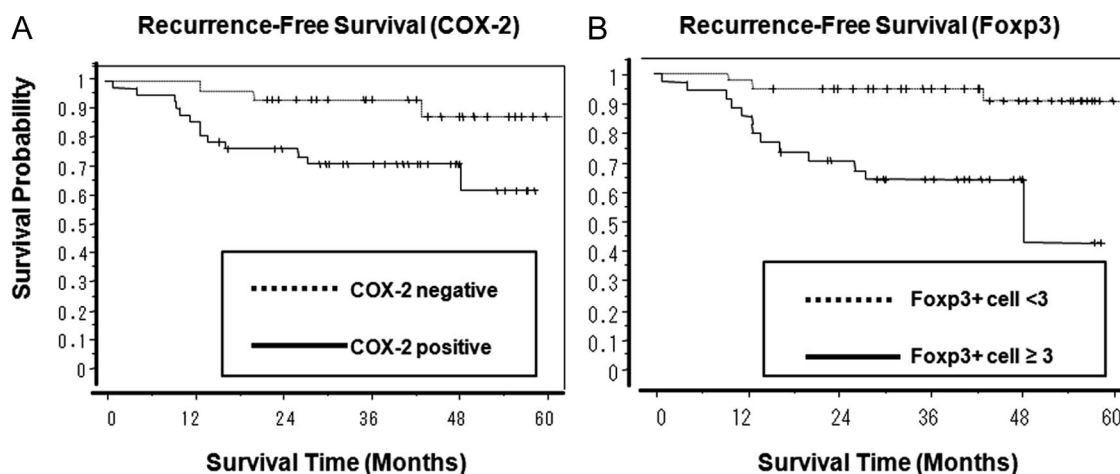 A
Recurrence-Free Survival (COX-2)
Survival Probability
1
0.9
0.8
0.7
0.6
0.5
0.4
0.3
0.2
0.1
0
COX-2 negative
COX-2 positive
0 12 24 36 48 60
Survival Time (Months)
B
Recurrence-Free Survival (Foxp3)
1
0.9
0.8
0.7
0.6
0.5
0.4
0.3
0.2
0.1
0
Foxp3+ cell <3
Foxp3+ cell ≥ 3
0 12 24 36 48 60
Survival Time (Months)